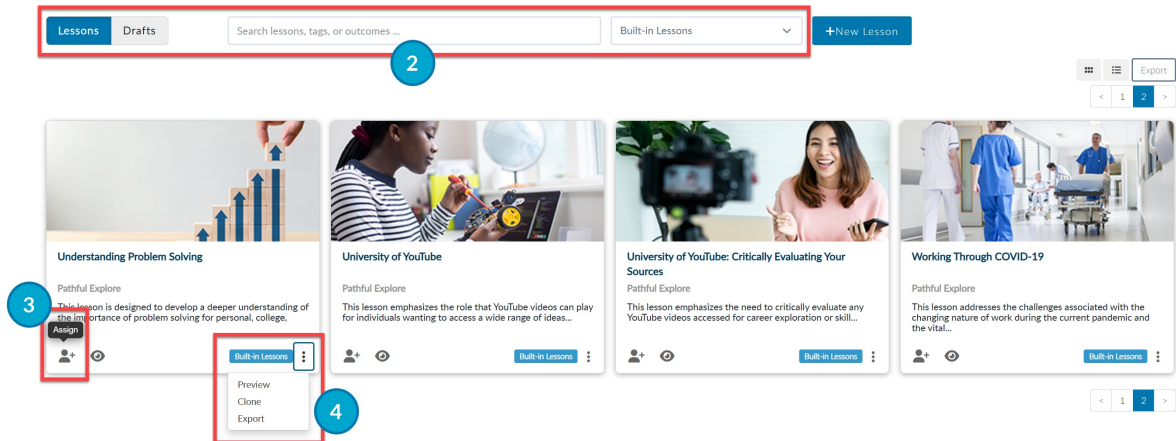 Lessons Drafts Search lessons, tags, or outcomes ... Built-in Lessons +New Lesson
2
Export
< 1 2 >
Understanding Problem Solving
Pathful Explore
This lesson is designed to develop a deeper understanding of
the importance of problem solving for personal, college,
3
Assign
Built-in Lessons
Preview
Clone
Export
4
University of YouTube
Pathful Explore
This lesson emphasizes the role that YouTube videos can play
for individuals wanting to access a wide range of ideas...
Built-in Lessons
University of YouTube: Critically Evaluating Your
Sources
Pathful Explore
This lesson emphasizes the need to critically evaluate any
YouTube videos accessed for career exploration or skill...
Built-in Lessons
Working Through COVID-19
Pathful Explore
This lesson addresses the challenges associated with the
changing nature of work during the current pandemic and
the vital...
Built-in Lessons
< 1 2 >